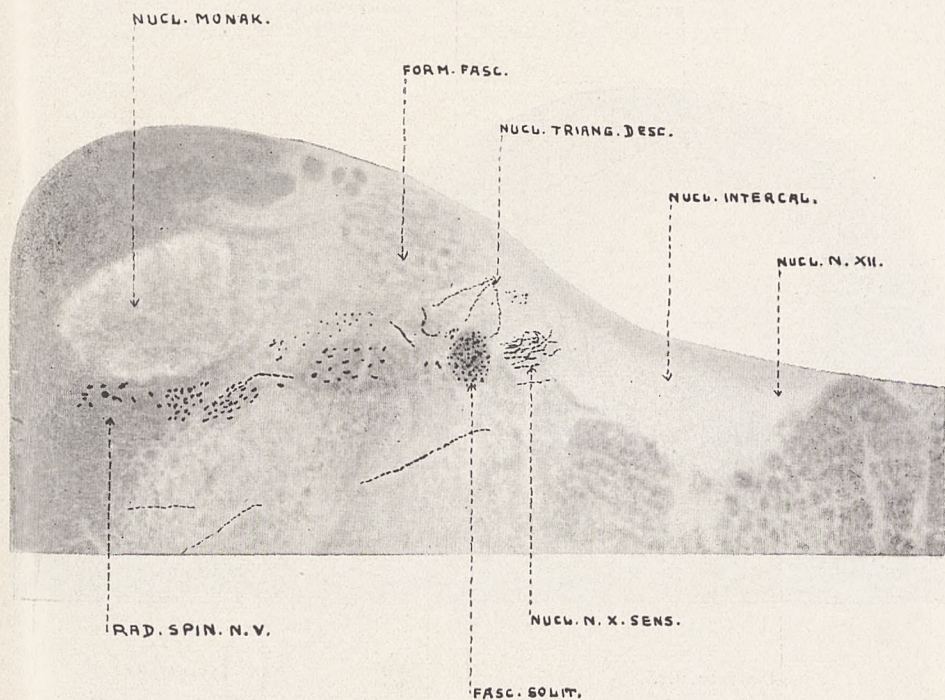 NUCL. MONAK.
FORM. FASC.
NUCL. TRIANG. DESC.
NUCL. INTERCAL.
NUCL. N. XII.
RAD. SPIN. N. V.
NUCL. N. X. SENS.
FASC. SOLIT.